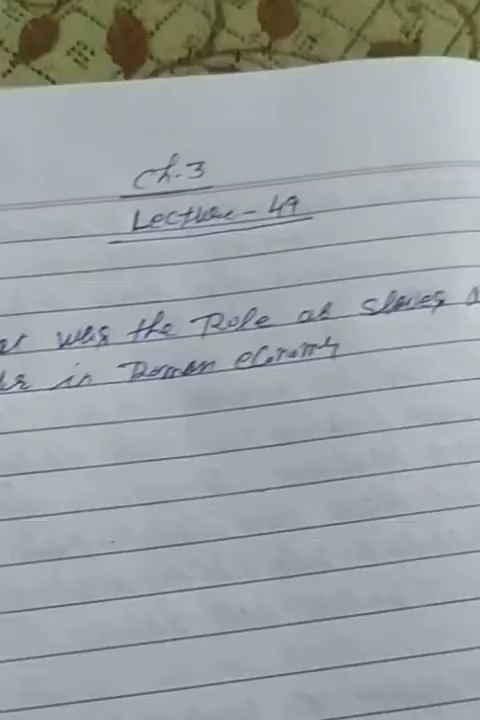 Ch.3
Lecture - 49
was the Role of slaves
in Roman economy